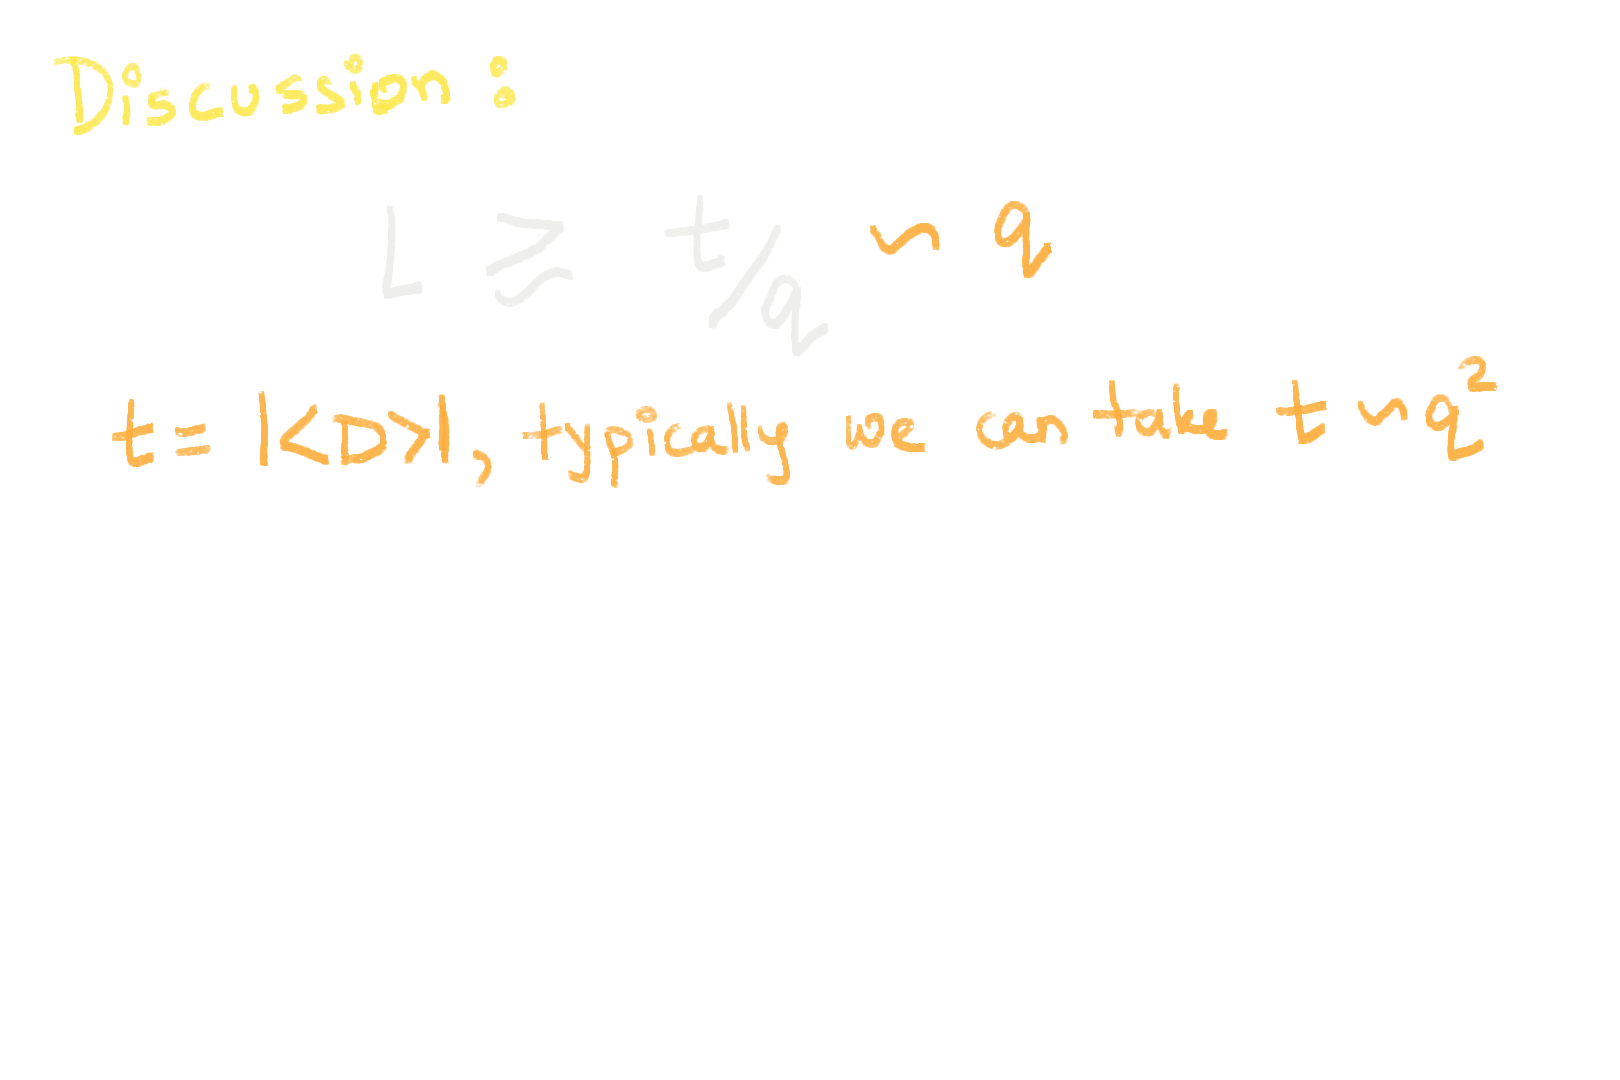 Discussion :
L ≳ t/q ~ q
t = |<D>|, typically we can take t ~ q²